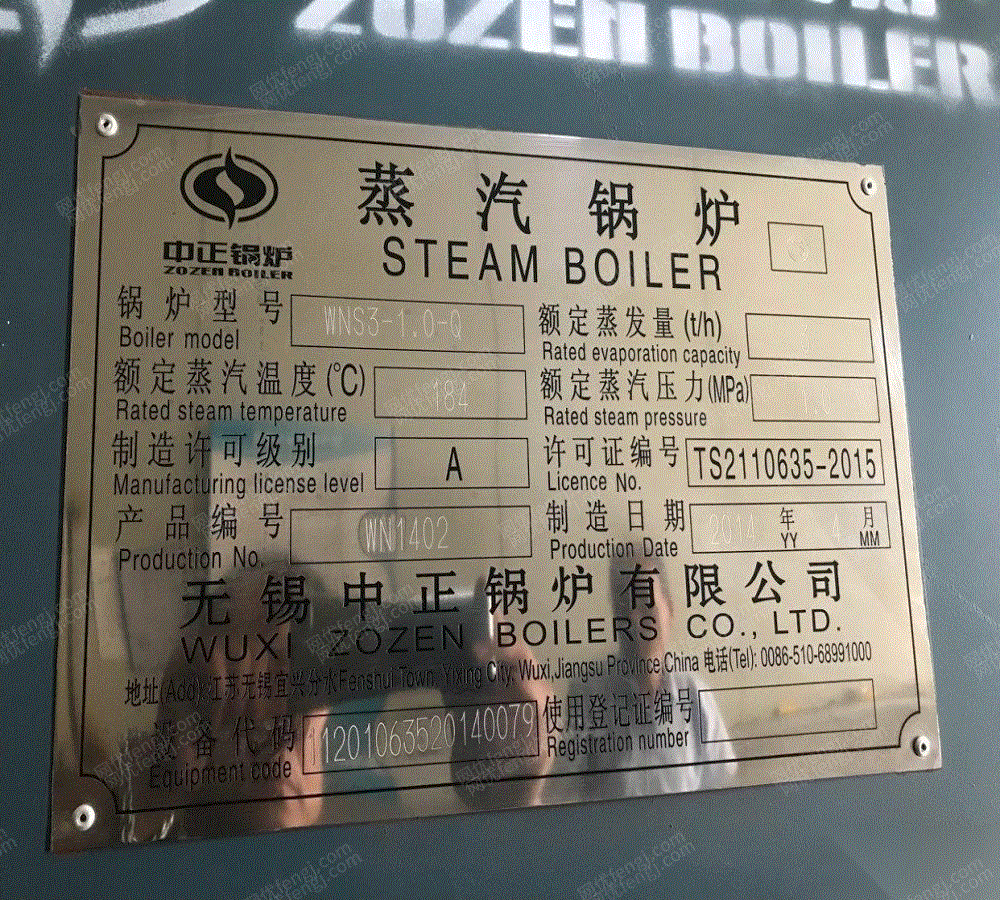 ZOZEN BOILER
蒸汽锅炉
STEAM BOILER
中正锅炉
ZOZEN BOILER
锅炉型号 WNS3-1.0-Q 额定蒸发量(t/h) 3
Boiler model Rated evaporation capacity
额定蒸汽温度(℃) 184 额定蒸汽压力(MPa) 1.0
Rated steam temperature Rated steam pressure
制造许可级别 A 许可证编号 TS2110635-2015
Manufacturing license level Licence No.
产品编号 WN1402 制造日期 2014 年 4 月
Production No. Production Date YY MM
无锡中正锅炉有限公司
WUXI ZOZEN BOILERS CO., LTD.
地址(Add):江苏无锡宜兴分水Fenshui Town, Yixing City, Wuxi,Jiangsu Province,China 电话(Tel): 0086-510-68991000
设备代码 11201063520140079 使用登记证编号
Equipment code Registration number